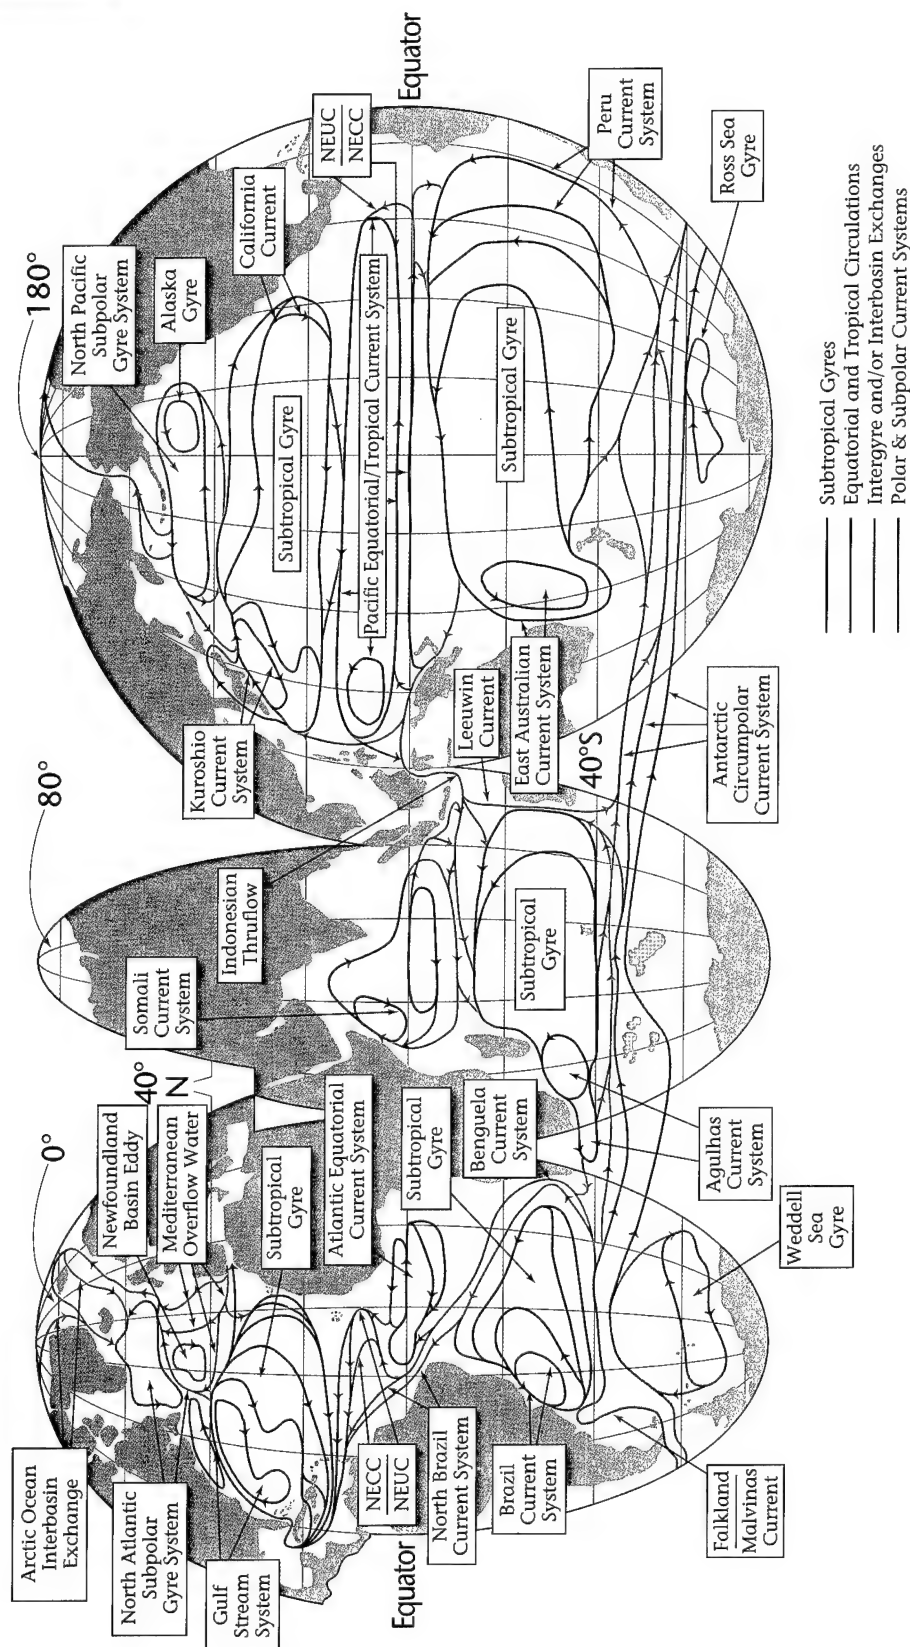 Arctic Ocean
Interbasin
Exchange
North Atlantic
Subpolar
Gyre System
Gulf
Stream
System
0°
Newfoundland
Basin Eddy
Mediterranean
Overflow Water
40°
N
Subtropical
Gyre
Atlantic Equatorial
Current System
Equator
NECC
NEUC
North Brazil
Current System
Brazil
Current
System
Falkland
Malvinas
Current
Subtropical
Gyre
Benguela
Current
System
Weddell
Sea
Gyre
Agulhas
Current
System
80°
Somali
Current
System
Indonesian
Thruflow
Subtropical
Gyre
Leeuwin
Current
East Australian
Current System
40°S
Antarctic
Circumpolar
Current System
180°
North Pacific
Subpolar
Gyre System
Alaska
Gyre
Kuroshio
Current
System
California
Current
NEUC
NECC
Equator
Subtropical Gyre
Pacific Equatorial/Tropical Current System
Subtropical Gyre
Peru
Current
System
Ross Sea
Gyre
Subtropical Gyres
Equatorial and Tropical Circulations
Intergyre and/or Interbasin Exchanges
Polar & Subpolar Current Systems